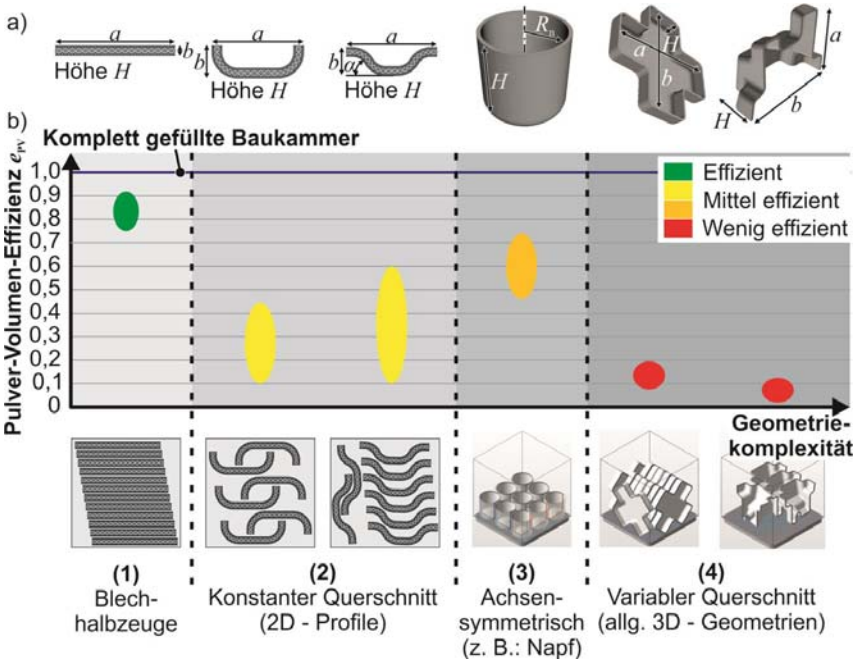 a)
a
b
Höhe H
a
b
Höhe H
a
b
α
Höhe H
R
H
a
H
b
a
b
H
b)
Komplett gefüllte Baukammer
Pulver-Volumen-Effizienz e_PV
1,0
0,9
0,8
0,7
0,6
0,5
0,4
0,3
0,2
0,1
0
Effizient
Mittel effizient
Wenig effizient
Geometrie-
komplexität
(1)
Blech-
halbzeuge
(2)
Konstanter Querschnitt
(2D - Profile)
(3)
Achsen-
symmetrisch
(z. B.: Napf)
(4)
Variabler Querschnitt
(allg. 3D - Geometrien)